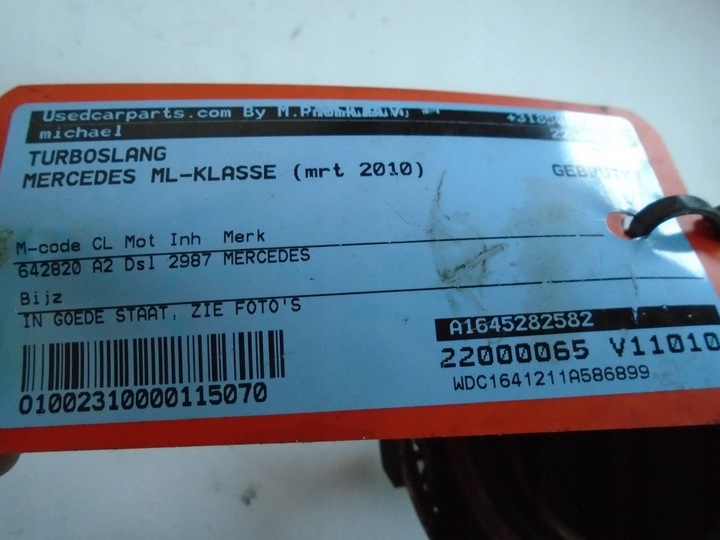 Usedcarparts.com By
michael
TURBOSLANG
MERCEDES ML-KLASSE (mrt 2010)
M-code CL Mot Inh Merk
642820 A2 Dsl 2987 MERCEDES
Bijz
IN GOEDE STAAT, ZIE FOTO'S
A1645282582
22000065 V11010
WDC1641211A586899
O1002310000115070